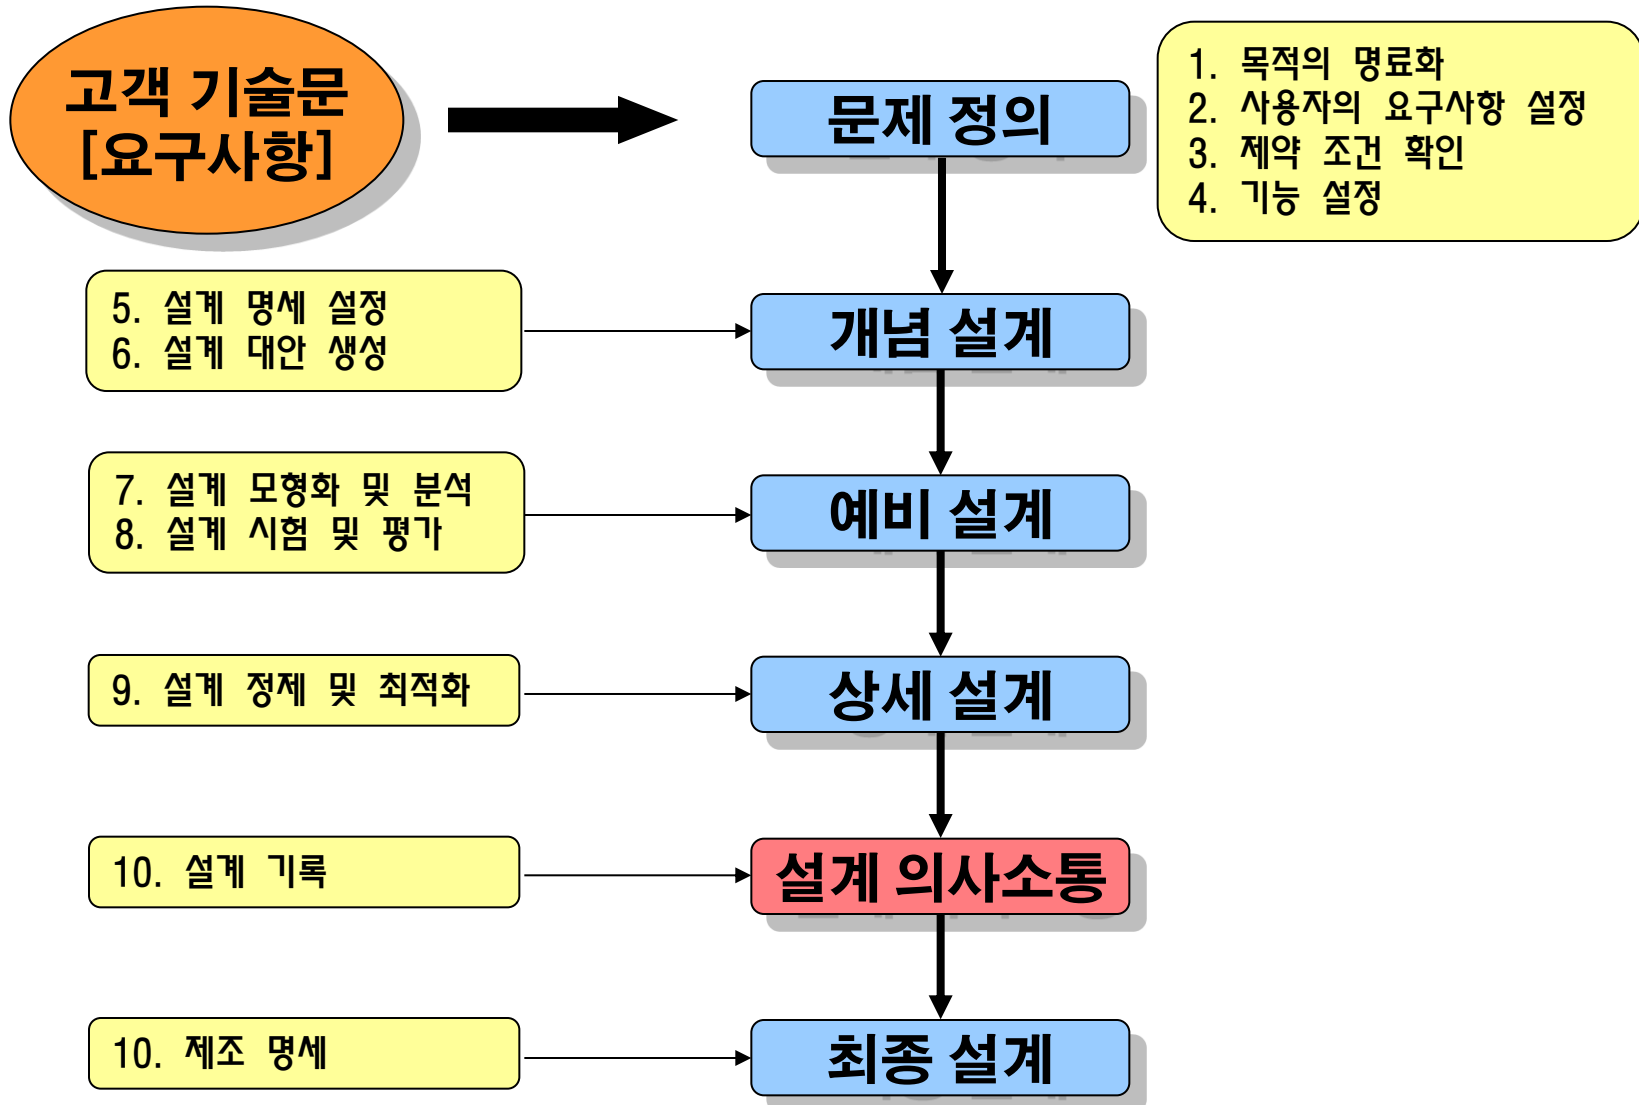 고객 기술문
[요구사항]
문제 정의
1. 목적의 명료화
2. 사용자의 요구사항 설정
3. 제약 조건 확인
4. 기능 설정
5. 설계 명세 설정
6. 설계 대안 생성
개념 설계
7. 설계 모형화 및 분석
8. 설계 시험 및 평가
예비 설계
9. 설계 정제 및 최적화
상세 설계
10. 설계 기록
설계 의사소통
10. 제조 명세
최종 설계